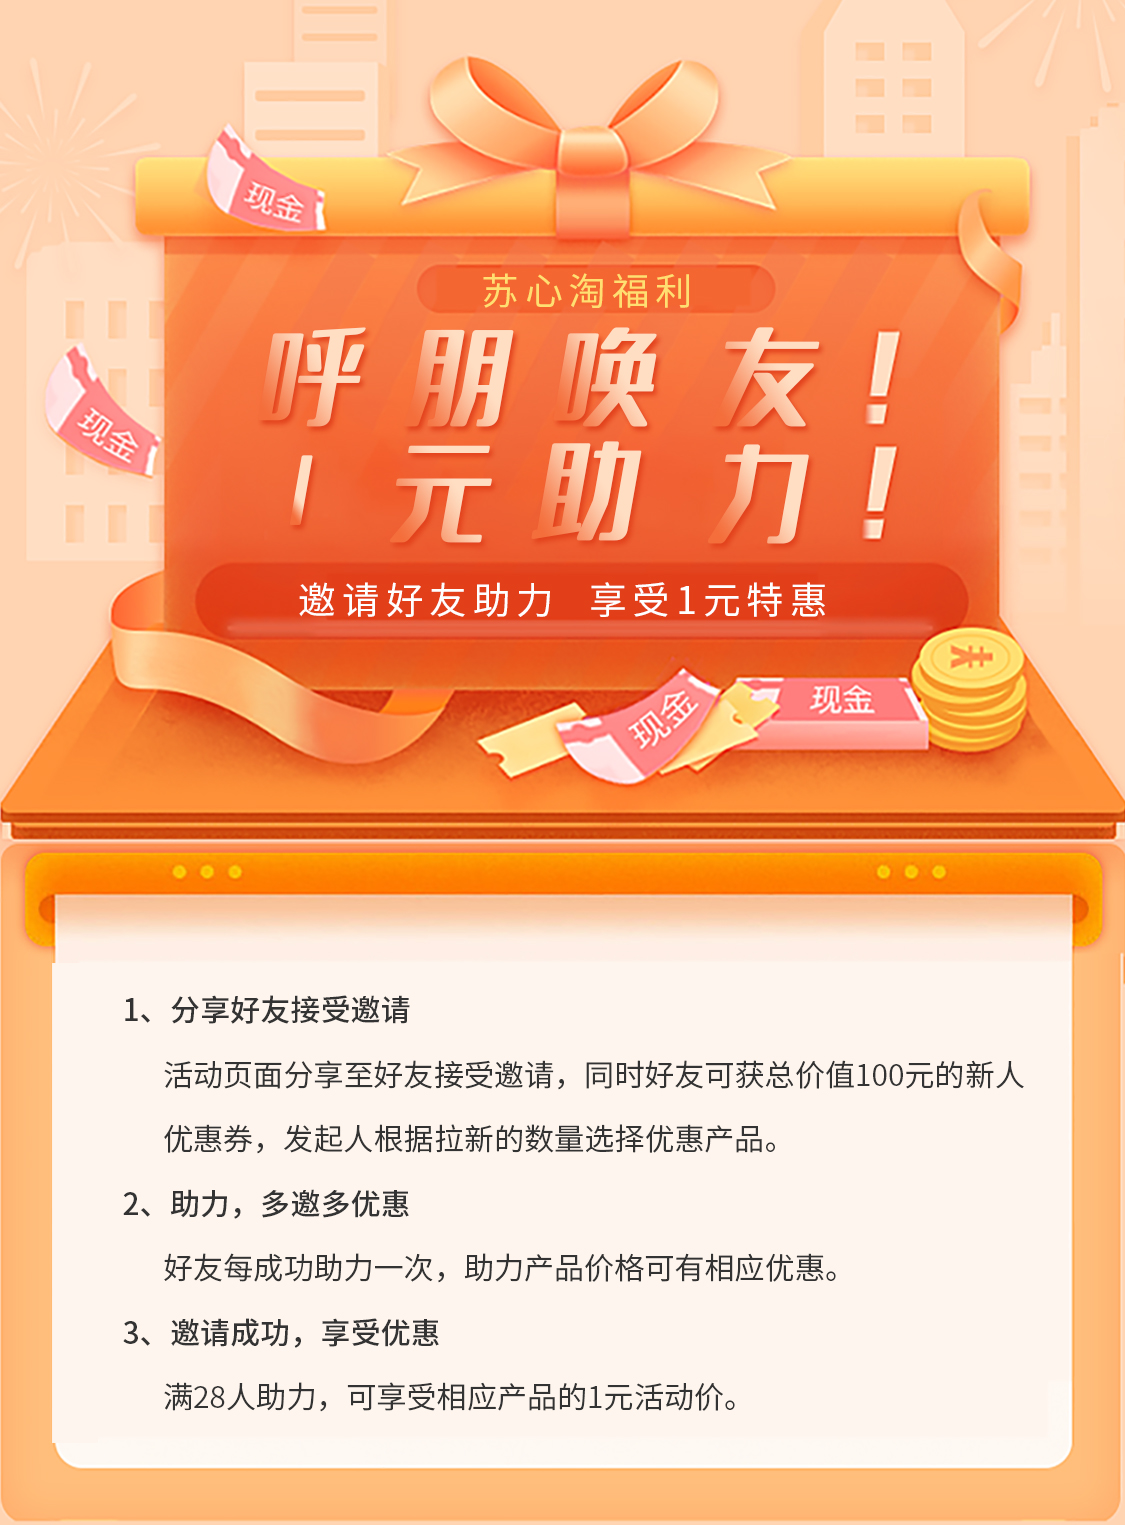 现金
苏心淘福利
呼朋唤友！
1元助力！
现金
邀请好友助力 享受1元特惠
现金
现金
1、分享好友接受邀请
活动页面分享至好友接受邀请，同时好友可获总价值100元的新人
优惠券，发起人根据拉新的数量选择优惠产品。
2、助力，多邀多优惠
好友每成功助力一次，助力产品价格可有相应优惠。
3、邀请成功，享受优惠
满28人助力，可享受相应产品的1元活动价。